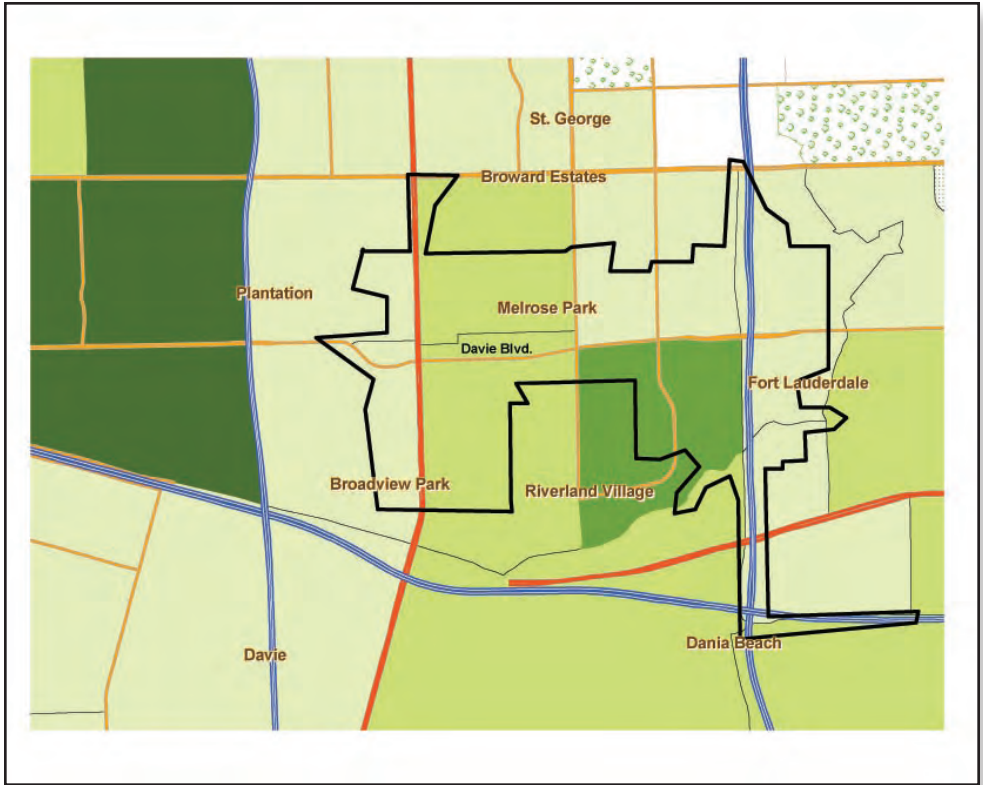 St. George
Broward Estates
Plantation
Melrose Park
Davie Blvd.
Fort Lauderdale
Broadview Park
Riverland Village
Dania Beach
Davie